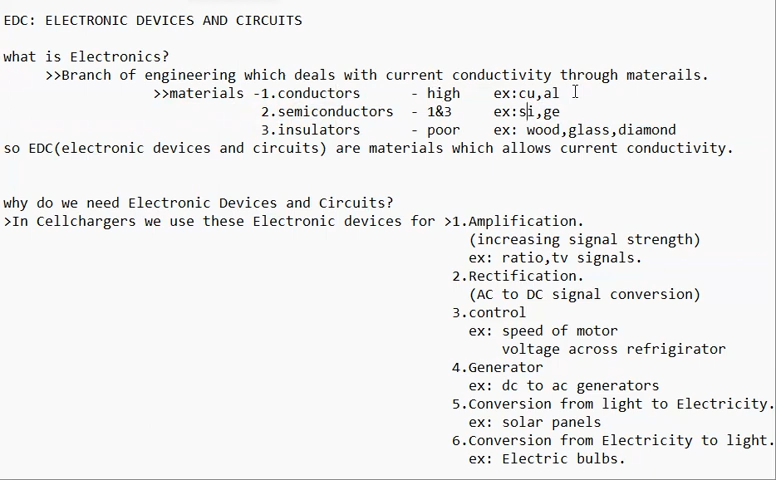 EDC: ELECTRONIC DEVICES AND CIRCUITS
what is Electronics?
>>Branch of engineering which deals with current conductivity through materails.
>>materials -1.conductors - high ex:cu,al
2.semiconductors - 1&3 ex:si,ge
3.insulators - poor ex: wood,glass,diamond
so EDC(electronic devices and circuits) are materials which allows current conductivity.
why do we need Electronic Devices and Circuits?
>In Cellchargers we use these Electronic devices for >1.Amplification.
(increasing signal strength)
ex: ratio,tv signals.
2.Rectification.
(AC to DC signal conversion)
3.control
ex: speed of motor
voltage across refrigirator
4.Generator
ex: dc to ac generators
5.Conversion from light to Electricity.
ex: solar panels
6.Conversion from Electricity to light.
ex: Electric bulbs.